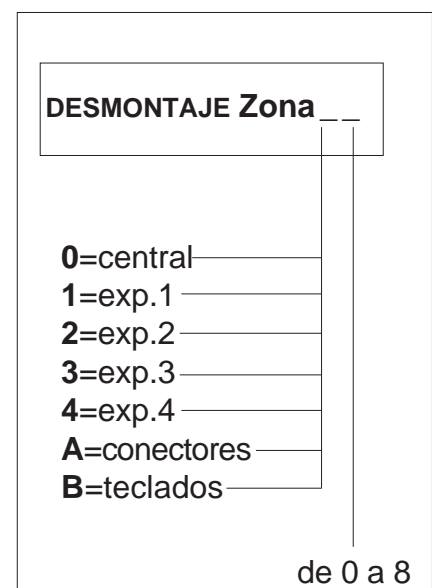 DESMONTAJE Zona _ _
0=central
1=exp.1
2=exp.2
3=exp.3
4=exp.4
A=conectores
B=teclados
de 0 a 8